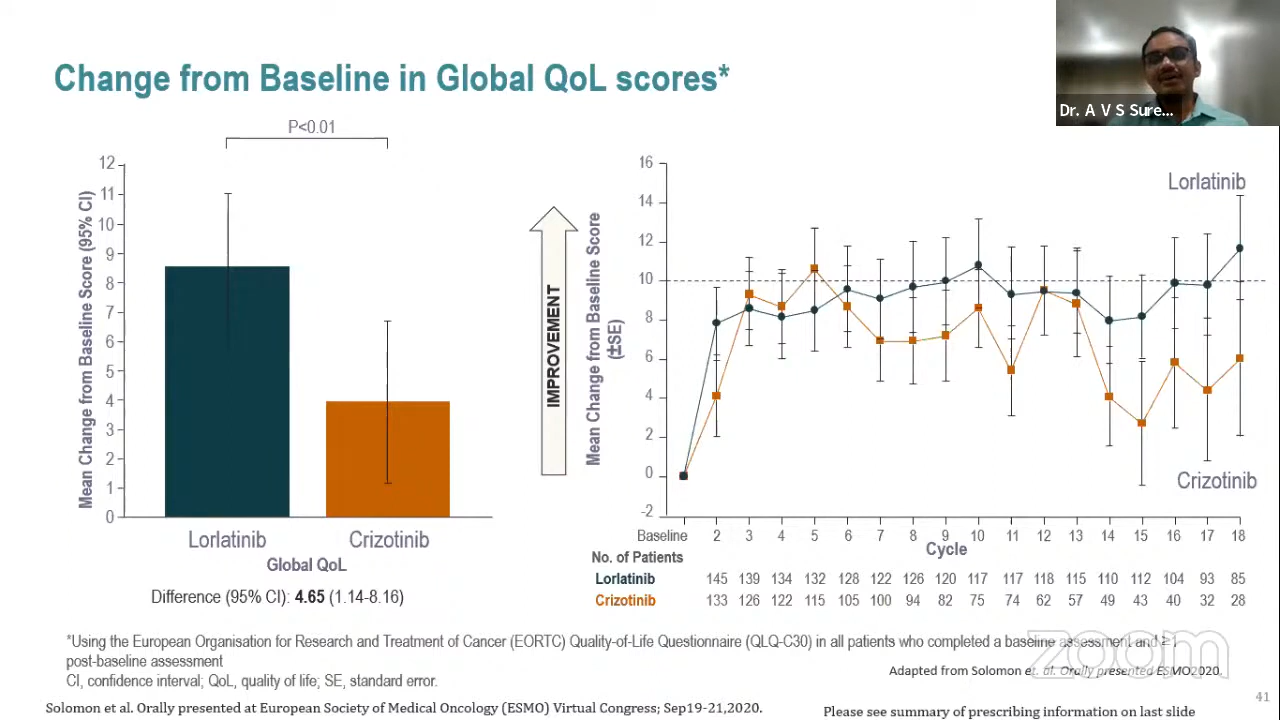 Change from Baseline in Global QoL scores*
Dr. A V S Sure...
P<0.01
Mean Change from Baseline Score (95% CI)
12
11
10
9
8
7
6
5
4
3
2
1
0
Lorlatinib Crizotinib
Global QoL
Difference (95% CI): 4.65 (1.14-8.16)
IMPROVEMENT
Mean Change from Baseline Score
(±SE)
16
14
12
10
8
6
4
2
0
-2
Lorlatinib
Crizotinib
Baseline 2 3 4 5 6 7 8 9 10 11 12 13 14 15 16 17 18
Cycle
No. of Patients
Lorlatinib 145 139 134 132 128 122 126 120 117 117 118 115 110 112 104 93 85
Crizotinib 133 126 122 115 105 100 94 82 75 74 62 57 49 43 40 32 28
*Using the European Organisation for Research and Treatment of Cancer (EORTC) Quality-of-Life Questionnaire (QLQ-C30) in all patients who completed a baseline assessment and ≥1
post-baseline assessment
CI, confidence interval; QoL, quality of life; SE, standard error.
zoom
Adapted from Solomon et. al. Orally presented ESMO2020.
41
Solomon et al. Orally presented at European Society of Medical Oncology (ESMO) Virtual Congress; Sep19-21,2020.
Please see summary of prescribing information on last slide